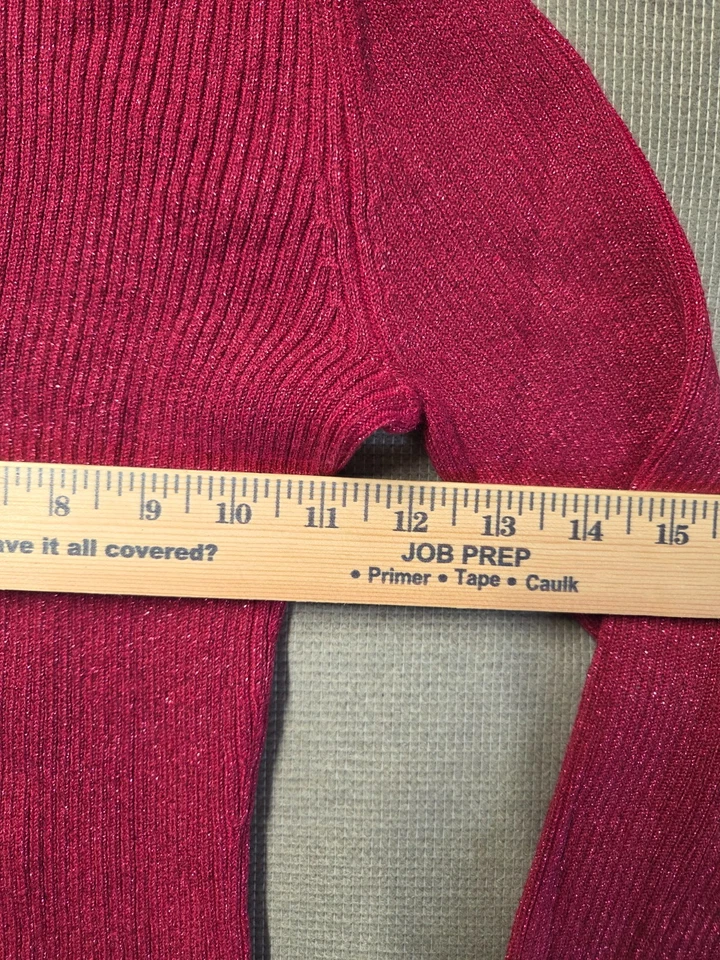 8 9 10 11 12 13 14 15
ave it all covered? JOB PREP
• Primer • Tape • Caulk